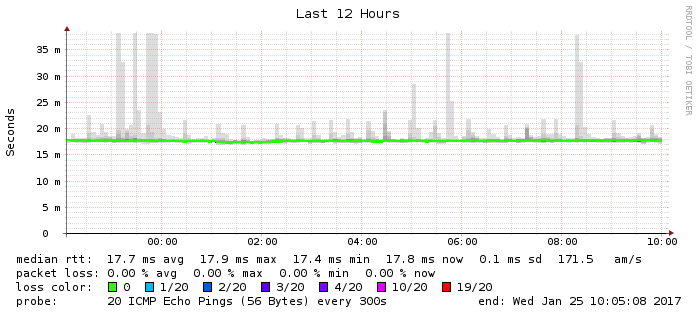 Last 12 Hours
RRDTOOL / TOBI OETIKER
Seconds
35 m
30 m
25 m
20 m
15 m
10 m
5 m
0
00:00 02:00 04:00 06:00 08:00 10:00
median rtt: 17.7 ms avg 17.9 ms max 17.4 ms min 17.8 ms now 0.1 ms sd 171.5 am/s
packet loss: 0.00 % avg 0.00 % max 0.00 % min 0.00 % now
loss color: 0 1/20 2/20 3/20 4/20 10/20 19/20
probe: 20 ICMP Echo Pings (56 Bytes) every 300s end: Wed Jan 25 10:05:08 2017